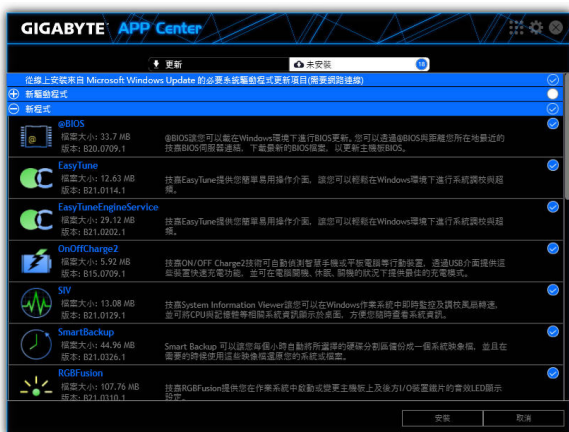 GIGABYTE APP Center
更新
未安裝 18
從線上安裝來自 Microsoft Windows Update 的必要系統驅動程式更新項目(需要網路連線)
新驅動程式
新程式
@BIOS
檔案大小: 33.7 MB
版本: B20.0709.1
@BIOS讓您可以載在Windows環境下進行BIOS更新。您可以透過@BIOS與距離您所在地最近的
技嘉BIOS伺服器連結，下載最新的BIOS檔案，以更新主機板BIOS。
EasyTune
檔案大小: 12.63 MB
版本: B21.0114.1
技嘉EasyTune提供您簡單易用操作介面，讓您可以輕鬆在Windows環境下進行系統調校與超
頻。
EasyTuneEngineService
檔案大小: 29.12 MB
版本: B21.0202.1
技嘉EasyTune提供您簡單易用操作介面，讓您可以輕鬆在Windows環境下進行系統調校與超
頻。
OnOffCharge2
檔案大小: 5.92 MB
版本: B15.0709.1
技嘉ON/OFF Charge2技術可自動偵測智慧手機或平板電腦等行動裝置，透過USB介面提供這
些裝置快速充電功能，並可在電腦開機、休眠、關機的狀況下提供最佳的充電模式。
SIV
檔案大小: 13.08 MB
版本: B21.0129.1
技嘉System Information Viewer讓您可以在Windows作業系統中即時監控及調校風扇轉速，
並可將CPU與記憶體等相關系統資訊顯示於桌面，方便您隨時查看系統資訊。
SmartBackup
檔案大小: 44.96 MB
版本: B21.0326.1
Smart Backup 可以讓您每個小時自動將所選擇的硬碟分割區備份成一個系統映象檔，並且在
需要的時候使用這些映像檔還原您的系統或檔案。
RGBFusion
檔案大小: 107.76 MB
版本: B21.0310.1
技嘉RGBFusion提供您在作業系統中啟動或變更主機板上及後方I/O裝置鐵片的音效LED顯示
設定。
安裝
取消